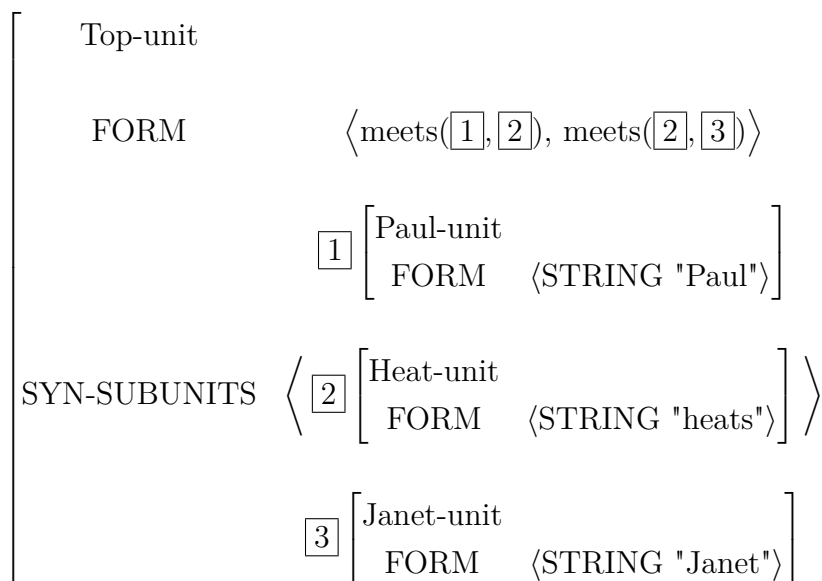 Top-unit
FORM ⟨meets(1, 2), meets(2, 3)⟩
1 [Paul-unit
FORM ⟨STRING "Paul"⟩]
SYN-SUBUNITS ⟨ 2 [Heat-unit
FORM ⟨STRING "heats"⟩] ⟩
3 [Janet-unit
FORM ⟨STRING "Janet"⟩]